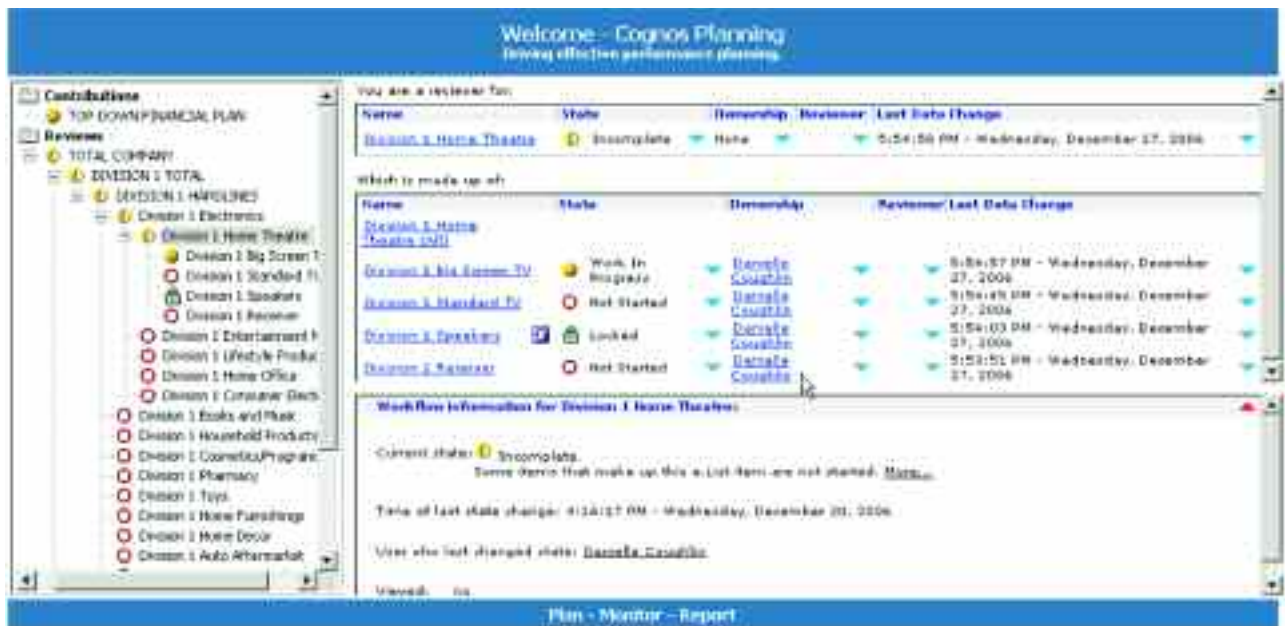 Welcome - Cognos Planning
Driving effective performance planning
Contributions
TOP DOWN FINANCIAL PLAN
Reviews
TOTAL COMPANY
DIVISION 1 TOTAL
DIVISION 1 HARDLINES
Division 1 Electronics
Division 1 Home Theatre
Division 1 Big Screen T
Division 1 Standard T
Division 1 Speakers
Division 1 Receiver
Division 1 Entertainment
Division 1 Lifestyle Produc
Division 1 Home Office
Division 1 Consumer Elect
Division 1 Books and Music
Division 1 Household Products
Division 1 Cosmetics/Fragranc
Division 1 Pharmacy
Division 1 Toys
Division 1 Home Furnishings
Division 1 Home Decor
Division 1 Auto Aftermarket
You are a reviewer for:
Name State Ownership Reviewer Last Data Change
Division 1 Home Theatre Incomplete None 5:54:56 PM - Wednesday, December 27, 2006
Which is made up of:
Name State Ownership Reviewer Last Data Change
Division 1 Home
Theatre
Division 1 Big Screen TV Work In Progress Danielle Coughlin 5:54:57 PM - Wednesday, December 27, 2006
Division 1 Standard TV Not Started Danielle Coughlin 5:54:45 PM - Wednesday, December 27, 2006
Division 1 Speakers Locked Danielle Coughlin 5:54:03 PM - Wednesday, December 27, 2006
Division 1 Receiver Not Started Danielle Coughlin 5:53:51 PM - Wednesday, December 27, 2006
Workflow Information for Division 1 Home Theatre:
Current state: Incomplete.
Some items that make up this e.List item are not started. More...
Time of last state change: 4:16:17 PM - Wednesday, December 20, 2006
User who last changed state: Danielle Coughlin
Viewed: no
Plan - Monitor - Report